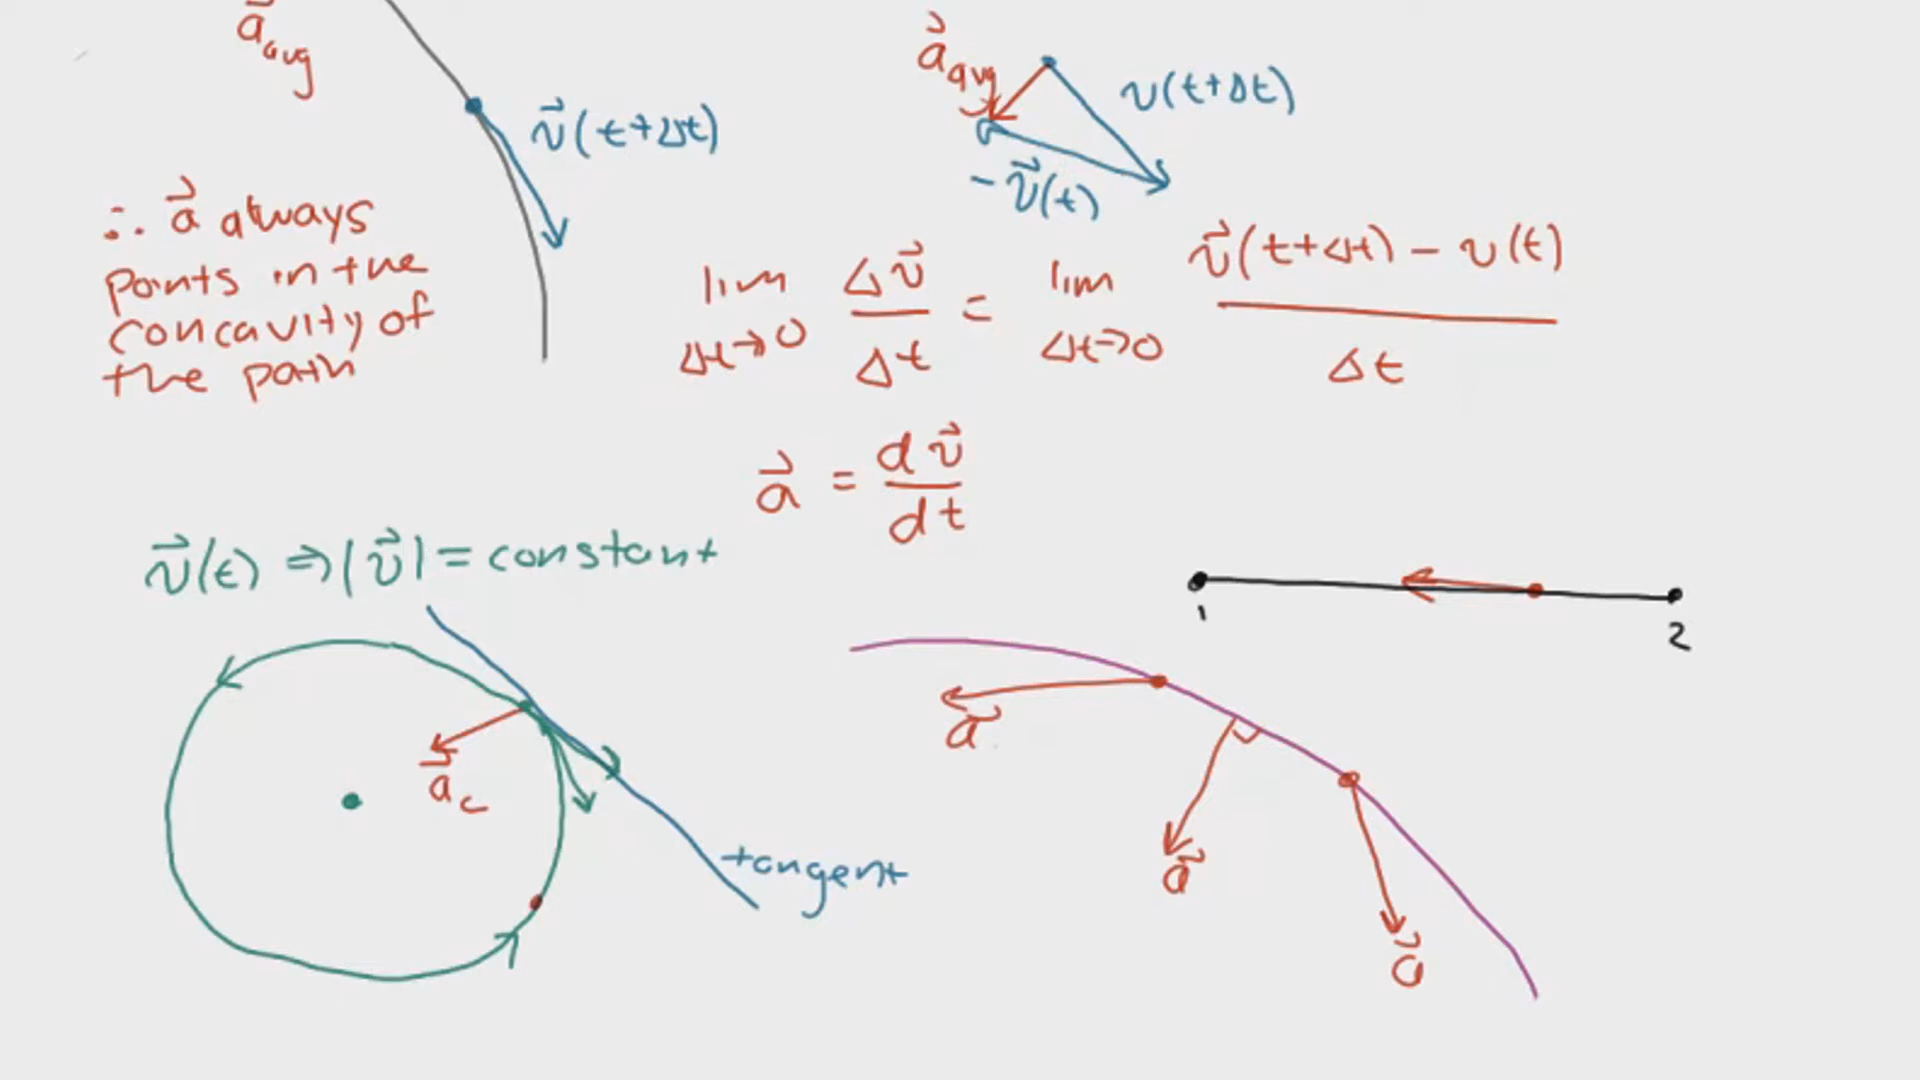 a⃗avg
v⃗(t+Δt)
a⃗avg
v(t+Δt)
-v⃗(t)
∴ a⃗ always
points in the
concavity of
the path
lim Δt→0 Δv⃗/Δt = lim Δt→0 v⃗(t+Δt) - v(t)/Δt
a⃗ = dv⃗/dt
v⃗(t) ⇒ |v⃗| = constant
1
2
a⃗c
tangent
a⃗
a⃗
a⃗